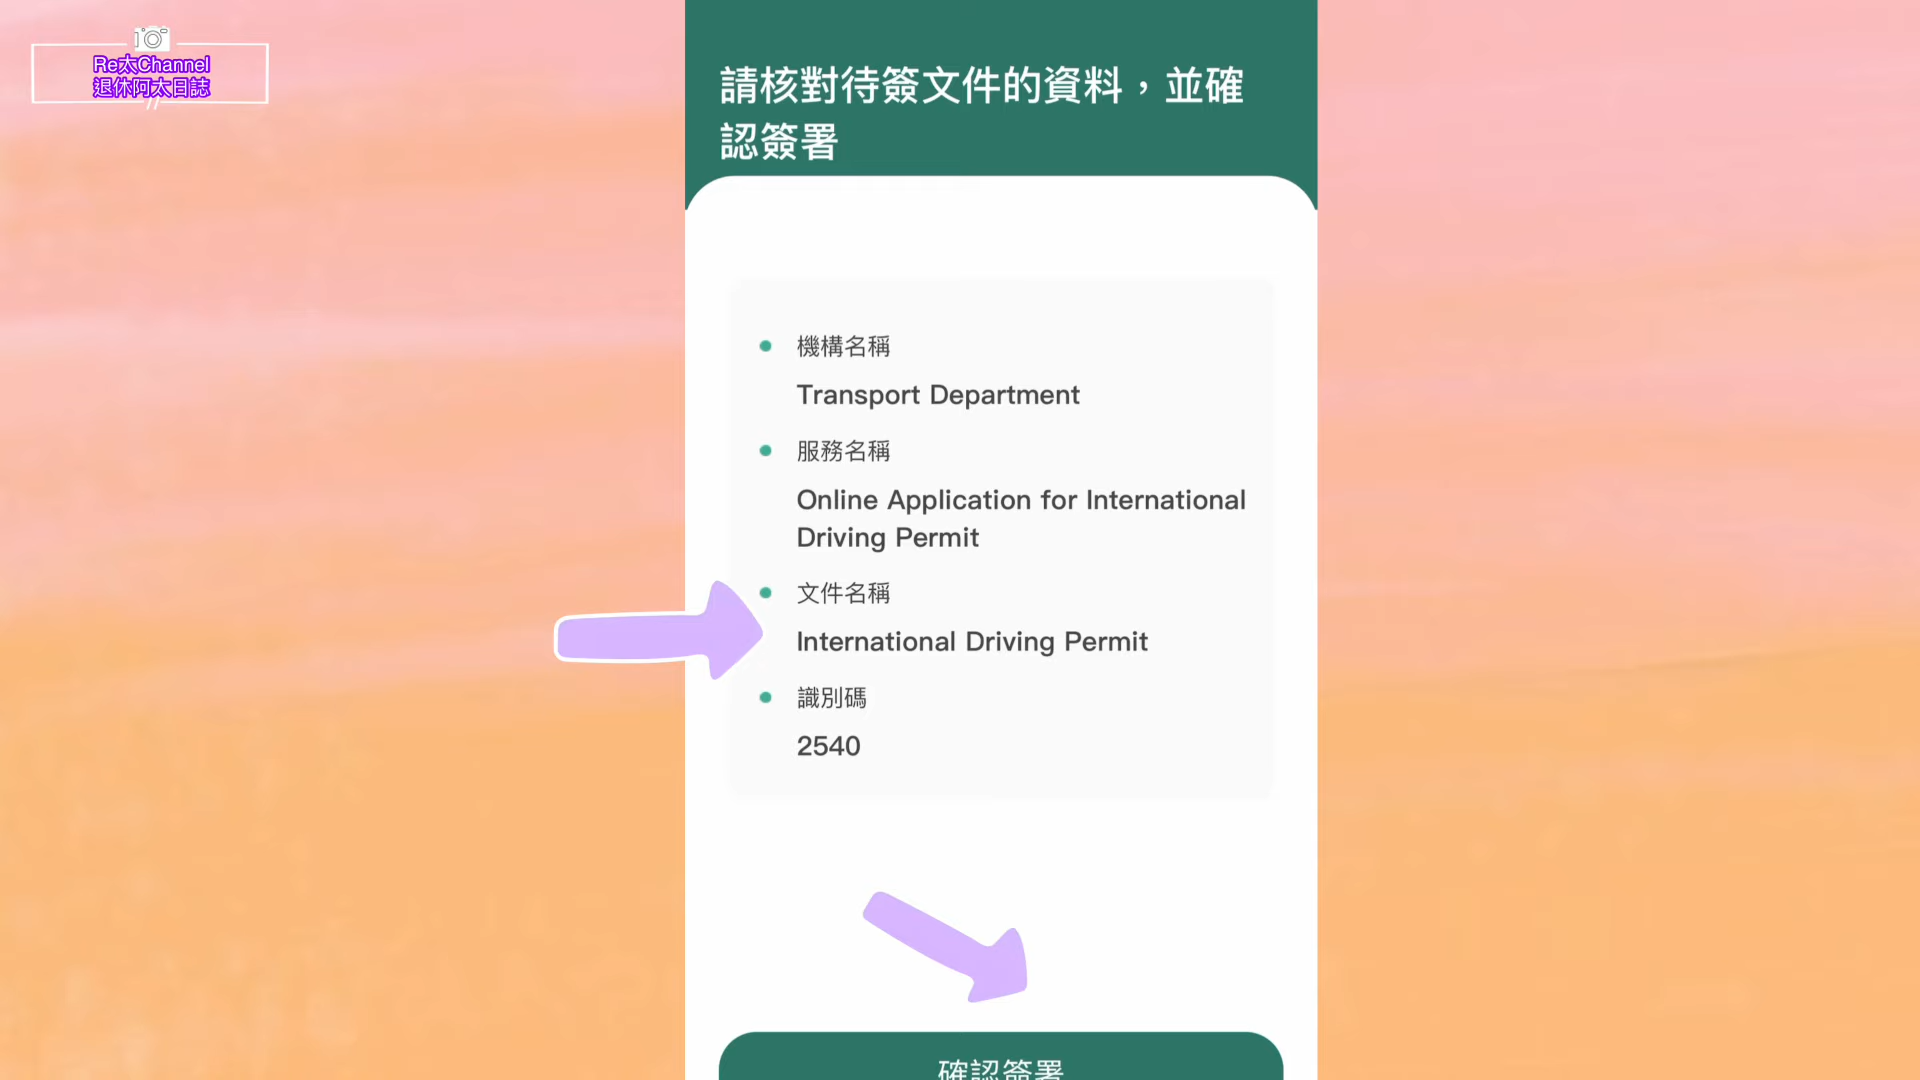 Re太Channel
退休阿太日誌
請核對待簽文件的資料，並確
認簽署
機構名稱
Transport Department
服務名稱
Online Application for International
Driving Permit
文件名稱
International Driving Permit
識別碼
2540
確認簽署